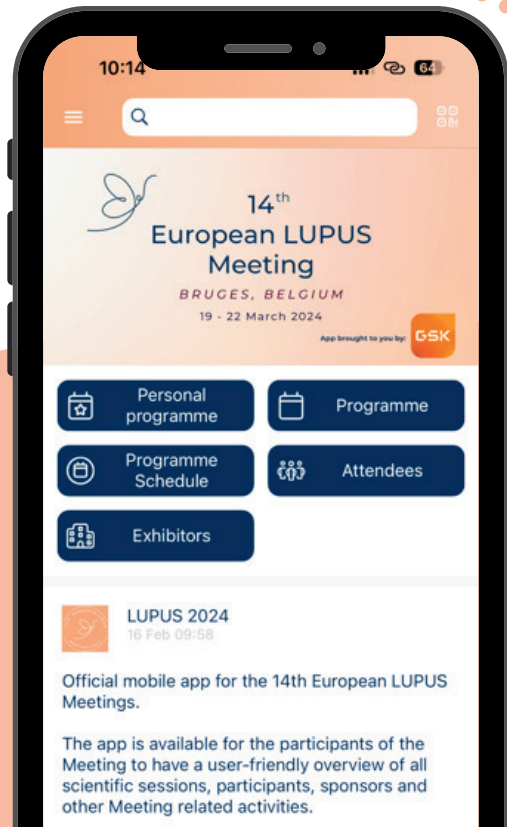 10:14
64
14th
European LUPUS
Meeting
BRUGES, BELGIUM
19 - 22 March 2024
App brought to you by:
GSK
Personal
programme
Programme
Programme
Schedule
Attendees
Exhibitors
LUPUS 2024
16 Feb 09:58
Official mobile app for the 14th European LUPUS
Meetings.
The app is available for the participants of the
Meeting to have a user-friendly overview of all
scientific sessions, participants, sponsors and
other Meeting related activities.